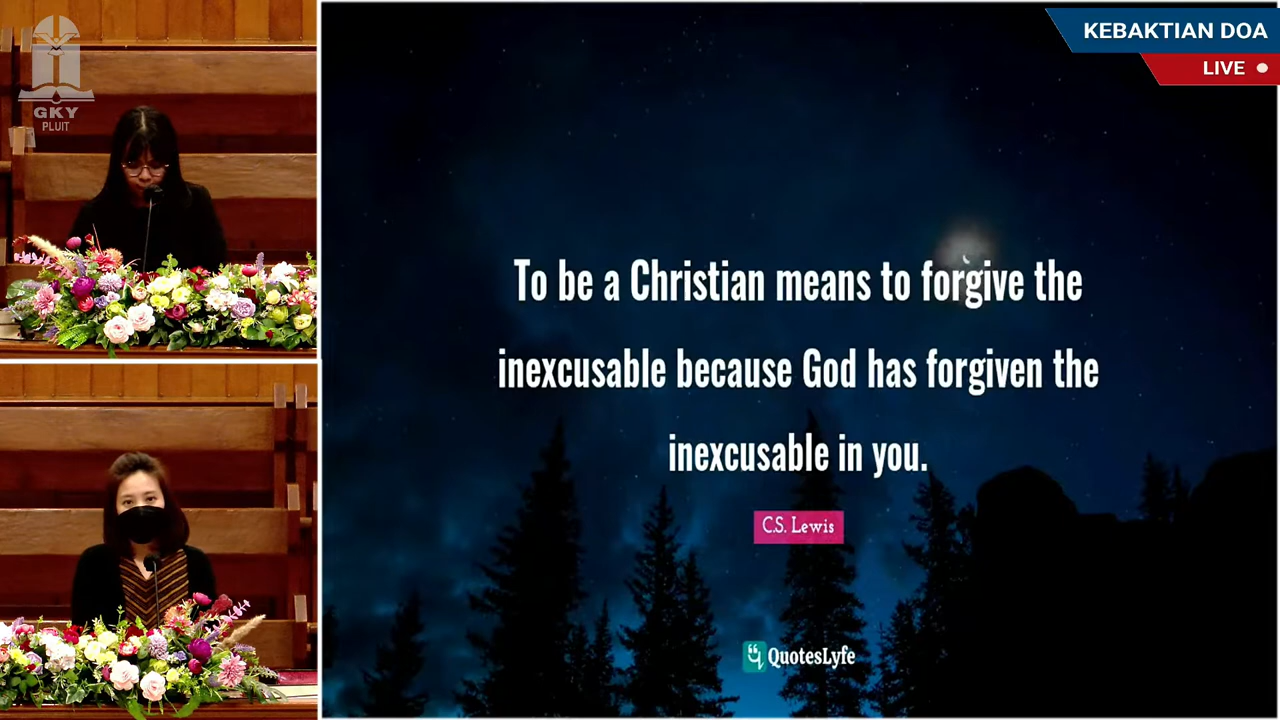 GKY
PLUIT
KEBAKTIAN DOA
LIVE
To be a Christian means to forgive the
inexcusable because God has forgiven the
inexcusable in you.
C.S. Lewis
QuotesLyfe